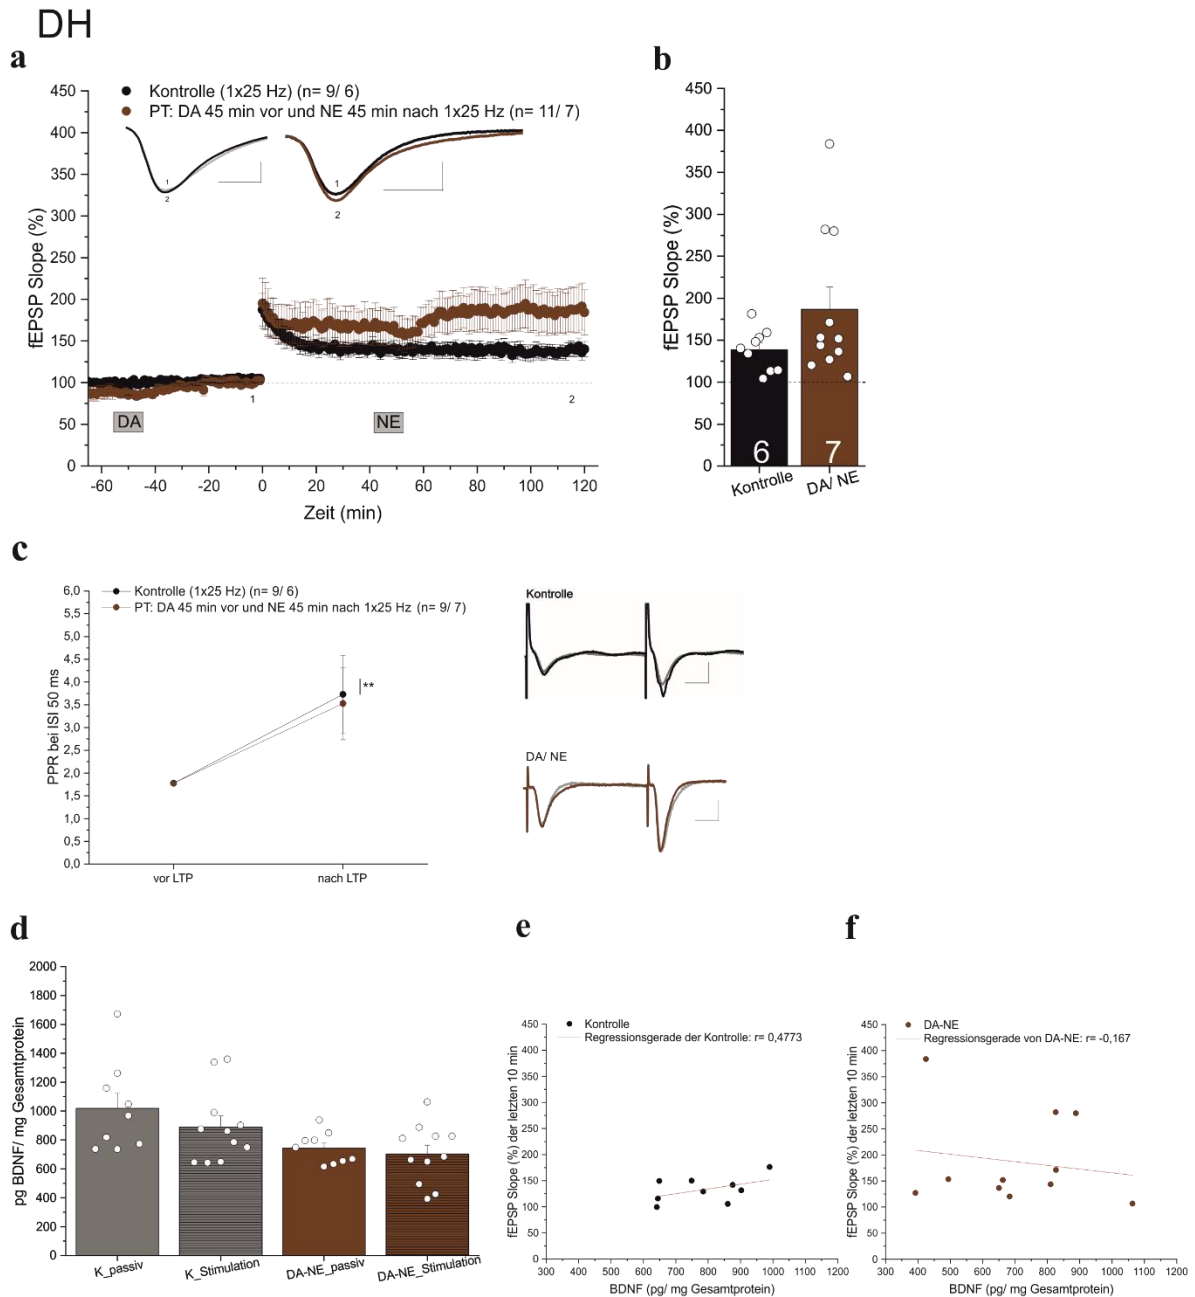 DH
a
Kontrolle (1x25 Hz) (n= 9/ 6)
PT: DA 45 min vor und NE 45 min nach 1x25 Hz (n= 11/ 7)
fEPSP Slope (%)
450
400
350
300
250
200
150
100
50
0
1
2
1
2
1
2
DA
NE
-60 -40 -20 0 20 40 60 80 100 120
Zeit (min)
b
fEPSP Slope (%)
450
400
350
300
250
200
150
100
50
0
6
7
Kontrolle
DA/ NE
c
Kontrolle (1x25 Hz) (n= 9/ 6)
PT: DA 45 min vor und NE 45 min nach 1x25 Hz (n= 9/ 7)
PPR bei ISI 50 ms
6,0
5,5
5,0
4,5
4,0
3,5
3,0
2,5
2,0
1,5
1,0
0,5
0,0
**
vor LTP
nach LTP
Kontrolle
DA/ NE
d
pg BDNF/ mg Gesamtprotein
2000
1800
1600
1400
1200
1000
800
600
400
200
0
K_passiv
K_Stimulation
DA-NE_passiv
DA-NE_Stimulation
e
Kontrolle
Regressionsgerade der Kontrolle: r= 0,4773
fEPSP Slope (%) der letzten 10 min
450
400
350
300
250
200
150
100
50
0
300 400 500 600 700 800 900 1000 1100 1200
BDNF (pg/ mg Gesamtprotein)
f
DA-NE
Regressionsgerade von DA-NE: r= -0,167
fEPSP Slope (%) der letzten 10 min
450
400
350
300
250
200
150
100
50
0
300 400 500 600 700 800 900 1000 1100 1200
BDNF (pg/ mg Gesamtprotein)